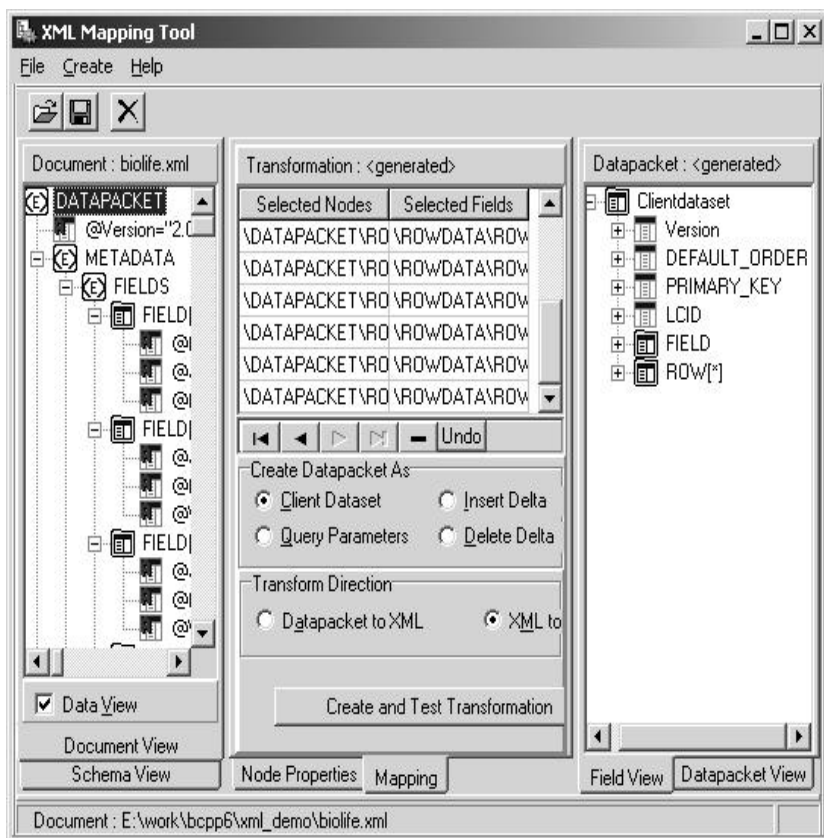 XML Mapping Tool
File Create Help
Document : biolife.xml
DATAPACKET
@Version="2.0
METADATA
FIELDS
FIELD[
@
@.
@
FIELD[
@.
@
@
FIELD[
@.
@
@
Data View
Document View
Schema View
Transformation : <generated>
Selected Nodes Selected Fields
\DATAPACKET\RO \ROWDATA\ROW
\DATAPACKET\RO \ROWDATA\ROW
\DATAPACKET\RO \ROWDATA\ROW
\DATAPACKET\RO \ROWDATA\ROW
\DATAPACKET\RO \ROWDATA\ROW
\DATAPACKET\RO \ROWDATA\ROW
Undo
Create Datapacket As
Client Dataset Insert Delta
Query Parameters Delete Delta
Transform Direction
Datapacket to XML XML to
Create and Test Transformation
Node Properties Mapping
Datapacket : <generated>
Clientdataset
Version
DEFAULT_ORDER
PRIMARY_KEY
LCID
FIELD
ROW[*]
Field View Datapacket View
Document : E:\work\bcpp6\xml_demo\biolife.xml